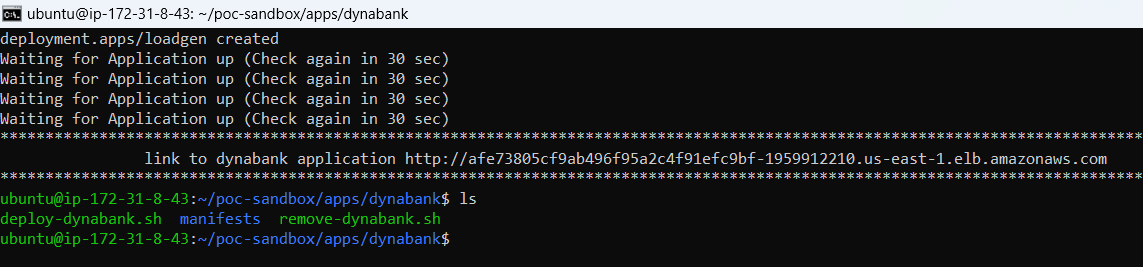 ubuntu@ip-172-31-8-43: ~/poc-sandbox/apps/dynabank
deployment.apps/loadgen created
Waiting for Application up (Check again in 30 sec)
Waiting for Application up (Check again in 30 sec)
Waiting for Application up (Check again in 30 sec)
Waiting for Application up (Check again in 30 sec)
*******************************************************************************************************************************
link to dynabank application http://afe73805cf9ab496f95a2c4f91efc9bf-1959912210.us-east-1.elb.amazonaws.com
*******************************************************************************************************************************
ubuntu@ip-172-31-8-43:~/poc-sandbox/apps/dynabank$ ls
deploy-dynabank.sh manifests remove-dynabank.sh
ubuntu@ip-172-31-8-43:~/poc-sandbox/apps/dynabank$